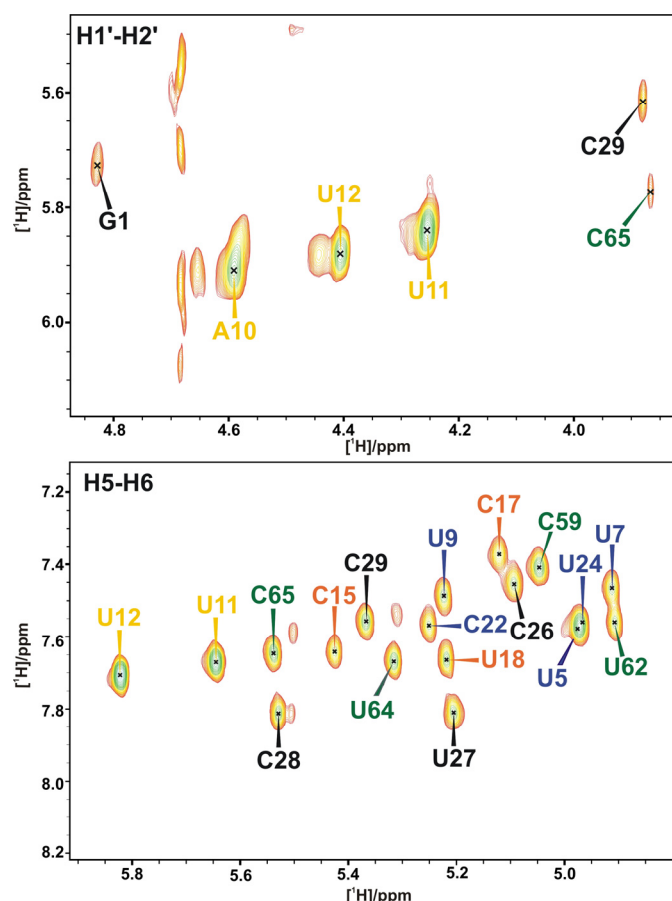 H1'-H2'
5.6
C29
G1
U12
5.8
C65
[¹H]/ppm
U11
A10
6.0
4.8
4.6
4.4
4.2
4.0
[¹H]/ppm
H5-H6
7.2
C17
C59
U7
U9
7.4
C29
U24
C65
C15
U12
U11
C22
C26
7.6
U18
U5
U62
[¹H]/ppm
U64
7.8
C28
U27
8.0
8.2
5.8
5.6
5.4
5.2
5.0
[¹H]/ppm